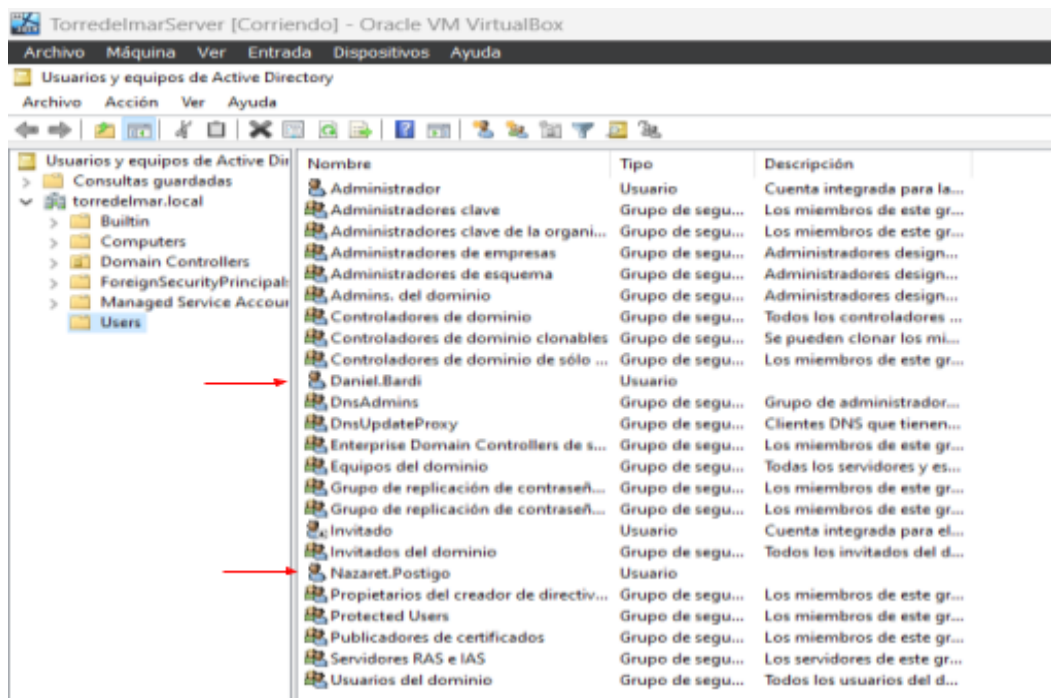 TorredelmarServer [Corriendo] - Oracle VM VirtualBox
Archivo Máquina Ver Entrada Dispositivos Ayuda
Usuarios y equipos de Active Directory
Archivo Acción Ver Ayuda
Usuarios y equipos de Active Dir
Consultas guardadas
torredelmar.local
Builtin
Computers
Domain Controllers
ForeignSecurityPrincipals
Managed Service Accour
Users
Nombre Tipo Descripción
Administrador Usuario Cuenta integrada para la...
Administradores clave Grupo de segu... Los miembros de este gr...
Administradores clave de la organi... Grupo de segu... Los miembros de este gr...
Administradores de empresas Grupo de segu... Administradores design...
Administradores de esquema Grupo de segu... Administradores design...
Admins. del dominio Grupo de segu... Administradores design...
Controladores de dominio Grupo de segu... Todos los controladores ...
Controladores de dominio clonables Grupo de segu... Se pueden clonar los mi...
Controladores de dominio de sólo ... Grupo de segu... Los miembros de este gr...
Daniel.Bardi Usuario
DnsAdmins Grupo de segu... Grupo de administrador...
DnsUpdateProxy Grupo de segu... Clientes DNS que tienen...
Enterprise Domain Controllers de s... Grupo de segu... Los miembros de este gr...
Equipos del dominio Grupo de segu... Todas los servidores y es...
Grupo de replicación de contraseñ... Grupo de segu... Los miembros de este gr...
Grupo de replicación de contraseñ... Grupo de segu... Los miembros de este gr...
Invitado Usuario Cuenta integrada para el...
Invitados del dominio Grupo de segu... Todos los invitados del d...
Nazaret.Postigo Usuario
Propietarios del creador de directiv... Grupo de segu... Los miembros de este gr...
Protected Users Grupo de segu... Los miembros de este gr...
Publicadores de certificados Grupo de segu... Los miembros de este gr...
Servidores RAS e IAS Grupo de segu... Los servidores de este gr...
Usuarios del dominio Grupo de segu... Todos los usuarios del d...